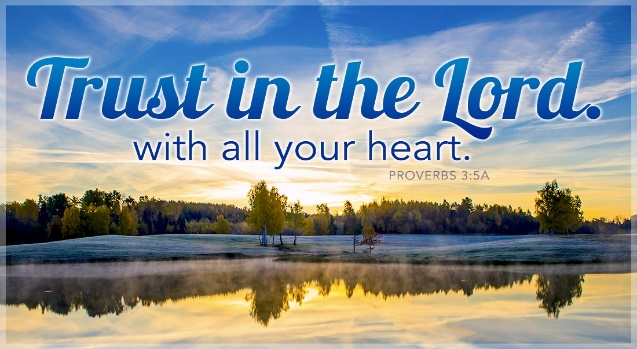 Trust in the Lord.
with all your heart.
PROVERBS 3:5A